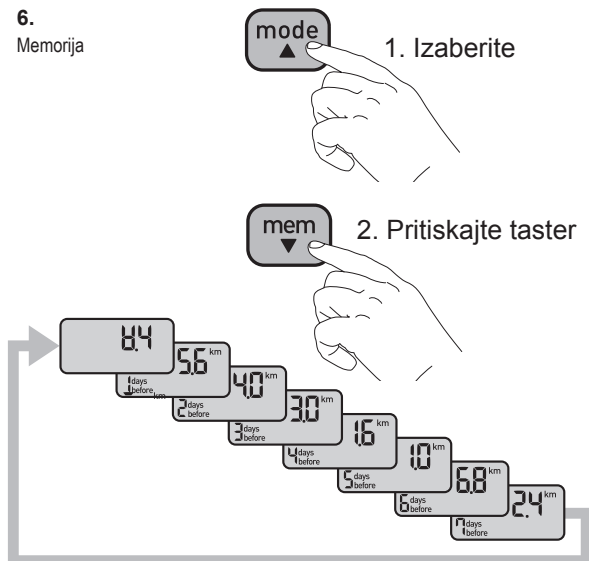 6.
Memorija
mode
1. Izaberite
mem
2. Pritiskajte taster
8.4
km
5.6 km
1 days before
4.0 km
2 days before
3.0 km
3 days before
1.6 km
4 days before
1.0 km
5 days before
6.8 km
6 days before
2.4 km
7 days before